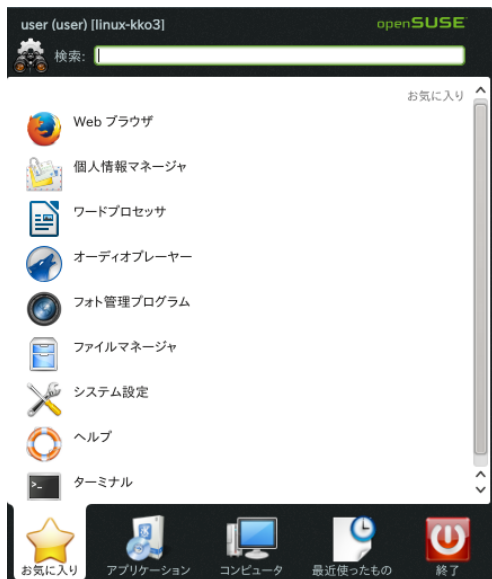 user (user) [linux-kko3]
openSUSE
検索:
お気に入り
Web ブラウザ
個人情報マネージャ
ワードプロセッサ
オーディオプレーヤー
フォト管理プログラム
ファイルマネージャ
システム設定
ヘルプ
ターミナル
お気に入り
アプリケーション
コンピュータ
最近使ったもの
終了